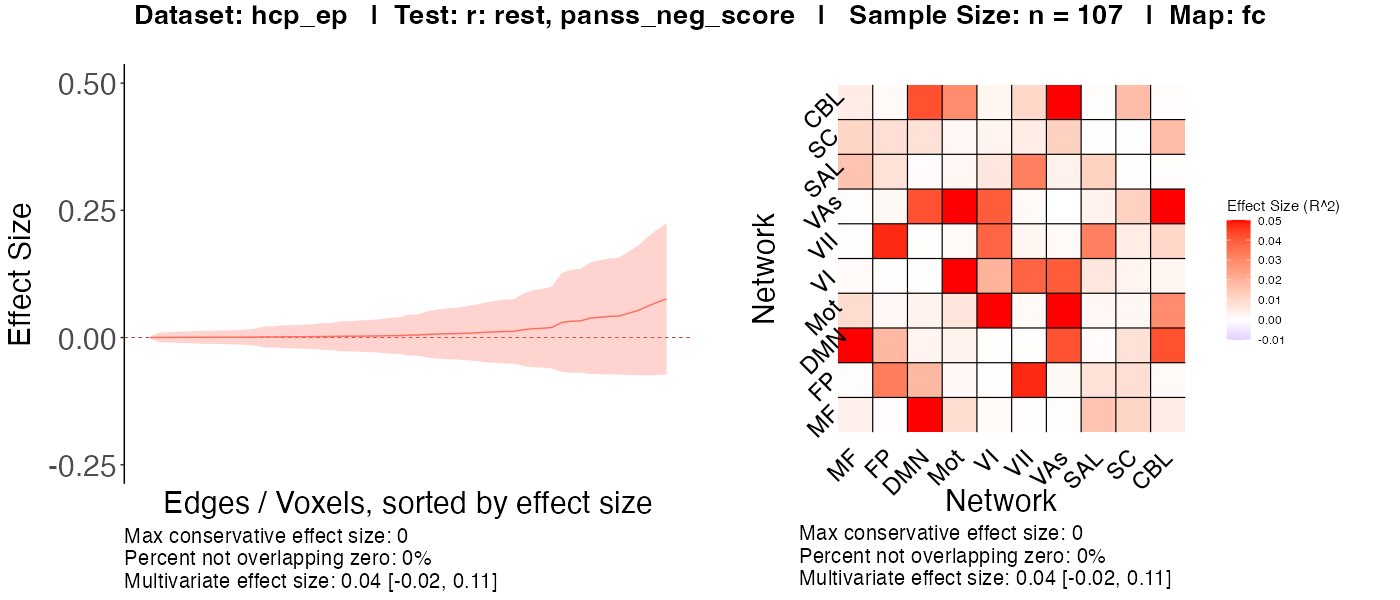 Dataset: hcp_ep | Test: r: rest, panss_neg_score | Sample Size: n = 107 | Map: fc
Effect Size
0.50
0.25
0.00
-0.25
Edges / Voxels, sorted by effect size
Max conservative effect size: 0
Percent not overlapping zero: 0%
Multivariate effect size: 0.04 [-0.02, 0.11]
Network
CBL
SC
SAL
VAs
VII
VI
Mot
DMN
FP
MF
MF FP DMN Mot VI VII VAs SAL SC CBL
Network
Max conservative effect size: 0
Percent not overlapping zero: 0%
Multivariate effect size: 0.04 [-0.02, 0.11]
Effect Size (R^2)
0.05
0.04
0.03
0.02
0.01
0.00
-0.01